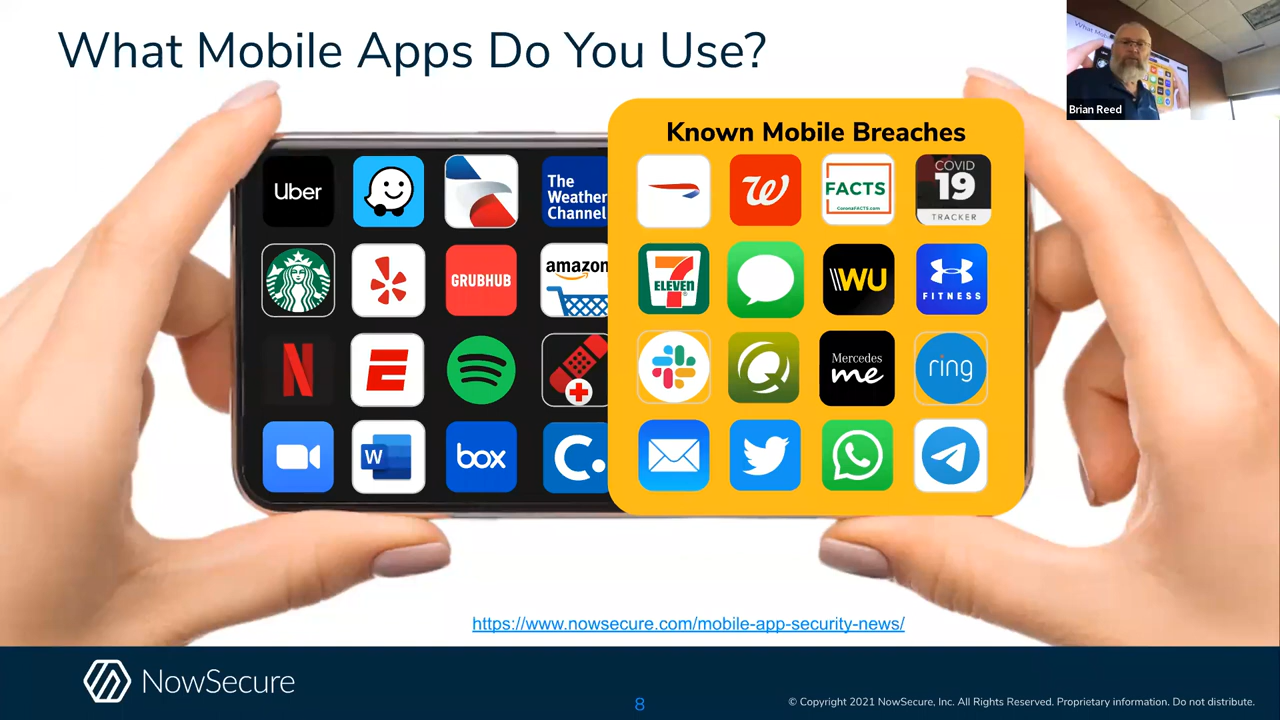 What Mobile Apps Do You Use?
Brian Reed
Known Mobile Breaches
Uber
The
Weather
Channel
FACTS
CoronaFACTS.com
COVID
19
TRACKER
GRUBHUB
amazon
7
ELEVEN
WU
FITNESS
N
E
Mercedes
me
ring
W
box
C.
W
https://www.nowsecure.com/mobile-app-security-news/
NowSecure
8
© Copyright 2021 NowSecure, Inc. All Rights Reserved. Proprietary information. Do not distribute.